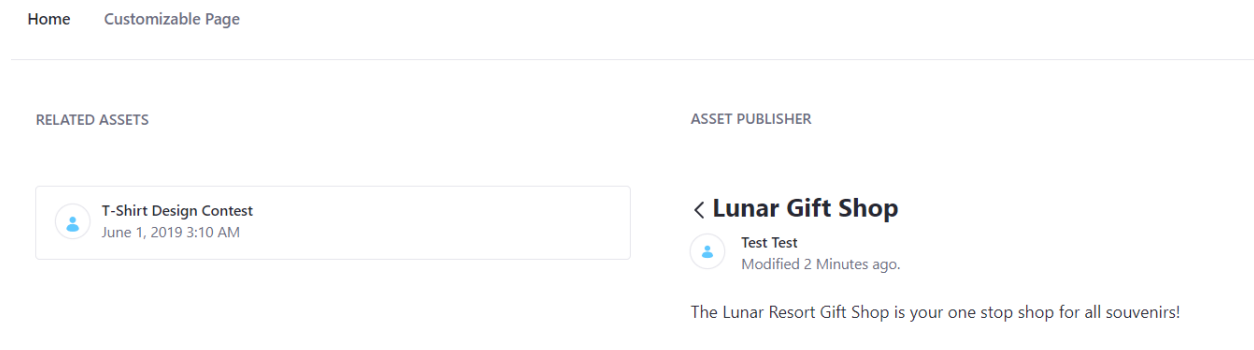 Home Customizable Page
RELATED ASSETS
T-Shirt Design Contest
June 1, 2019 3:10 AM
ASSET PUBLISHER
Lunar Gift Shop
Test Test
Modified 2 Minutes ago.
The Lunar Resort Gift Shop is your one stop shop for all souvenirs!